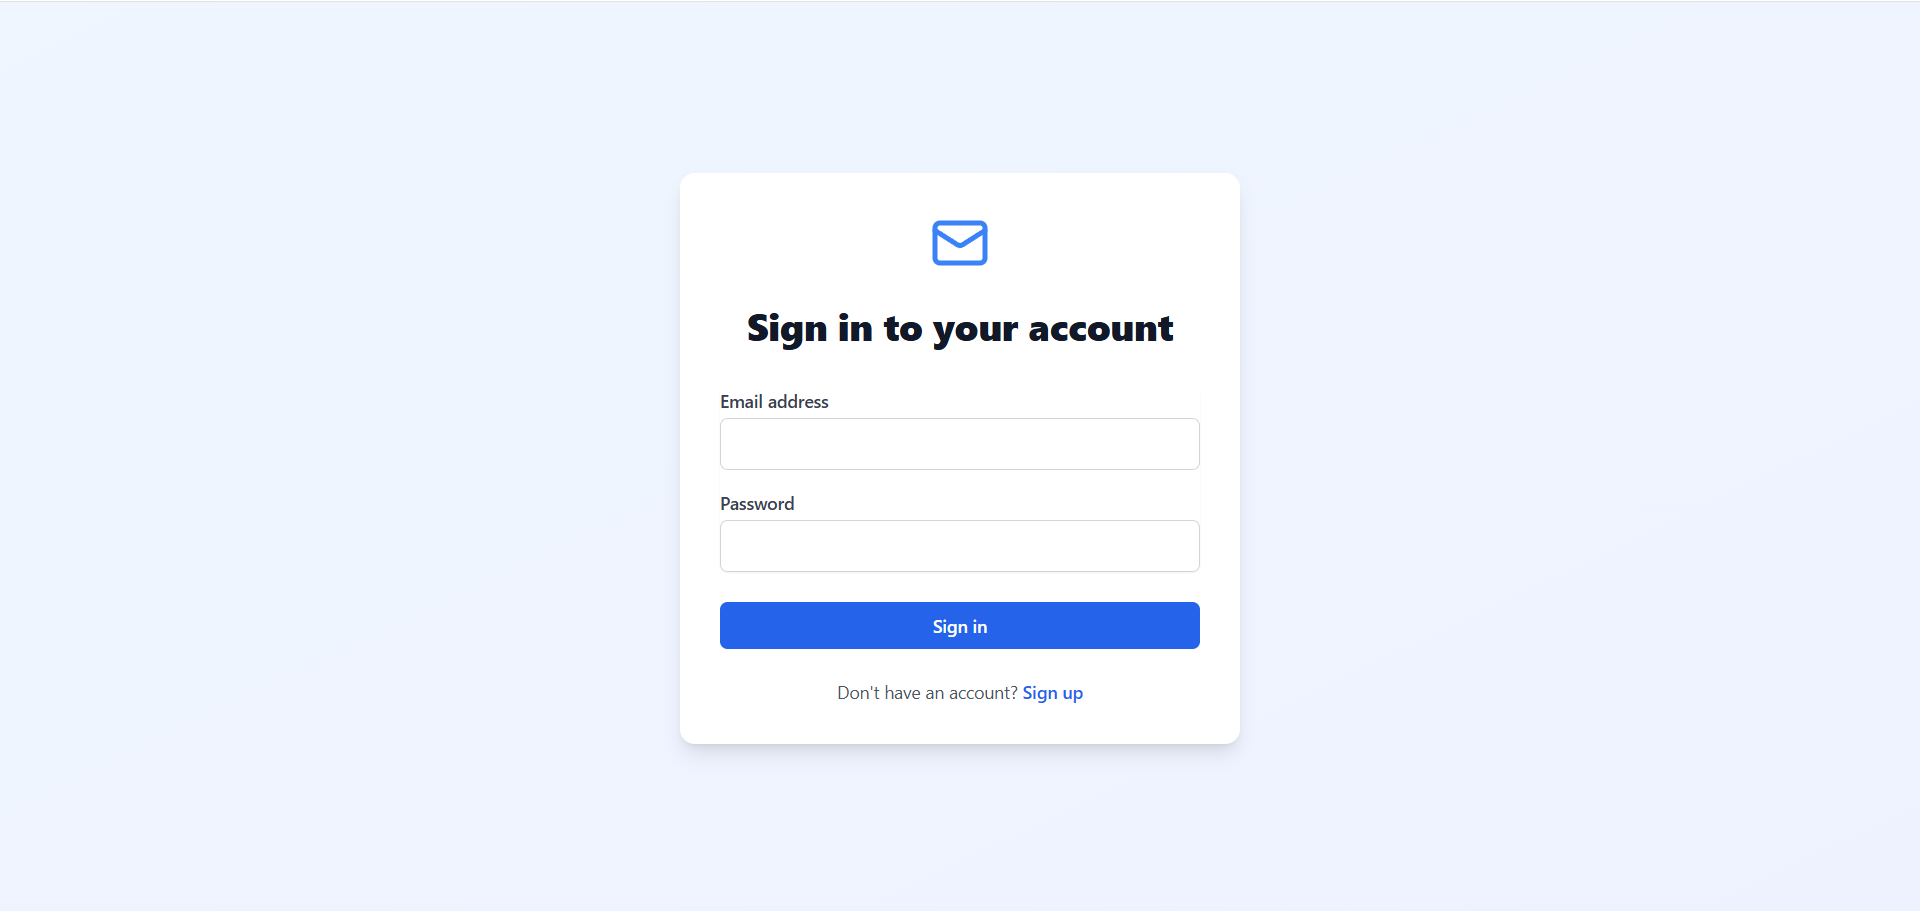 Sign in to your account
Email address
Password
Sign in
Don't have an account? Sign up